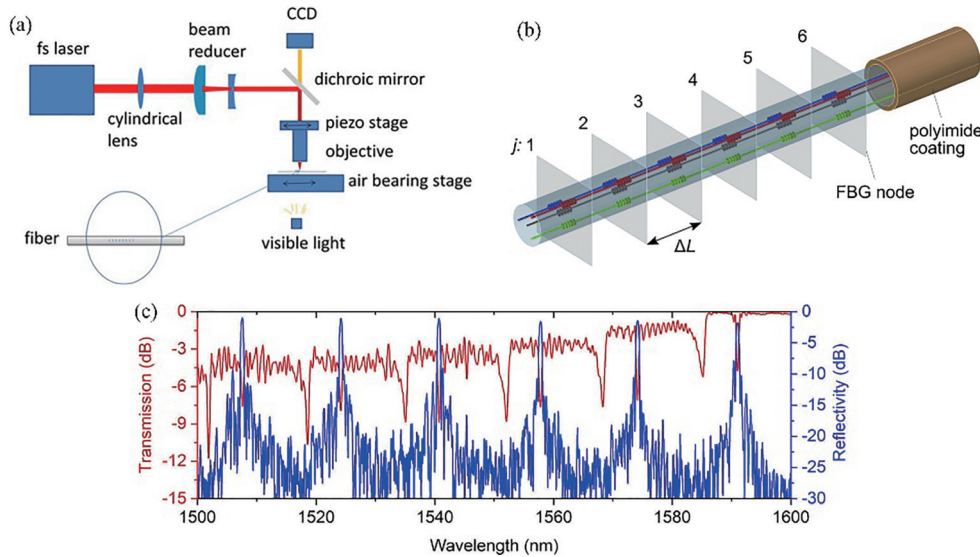 (a)
fs laser
cylindrical
lens
beam
reducer
CCD
dichroic mirror
piezo stage
objective
air bearing stage
visible light
fiber
(b)
j: 1
2
3
4
5
6
ΔL
polyimide
coating
FBG node
(c)
Transmission (dB)
0
-3
-6
-9
-12
-15
Reflectivity (dB)
0
-5
-10
-15
-20
-25
-30
1500
1520
1540
1560
1580
1600
Wavelength (nm)